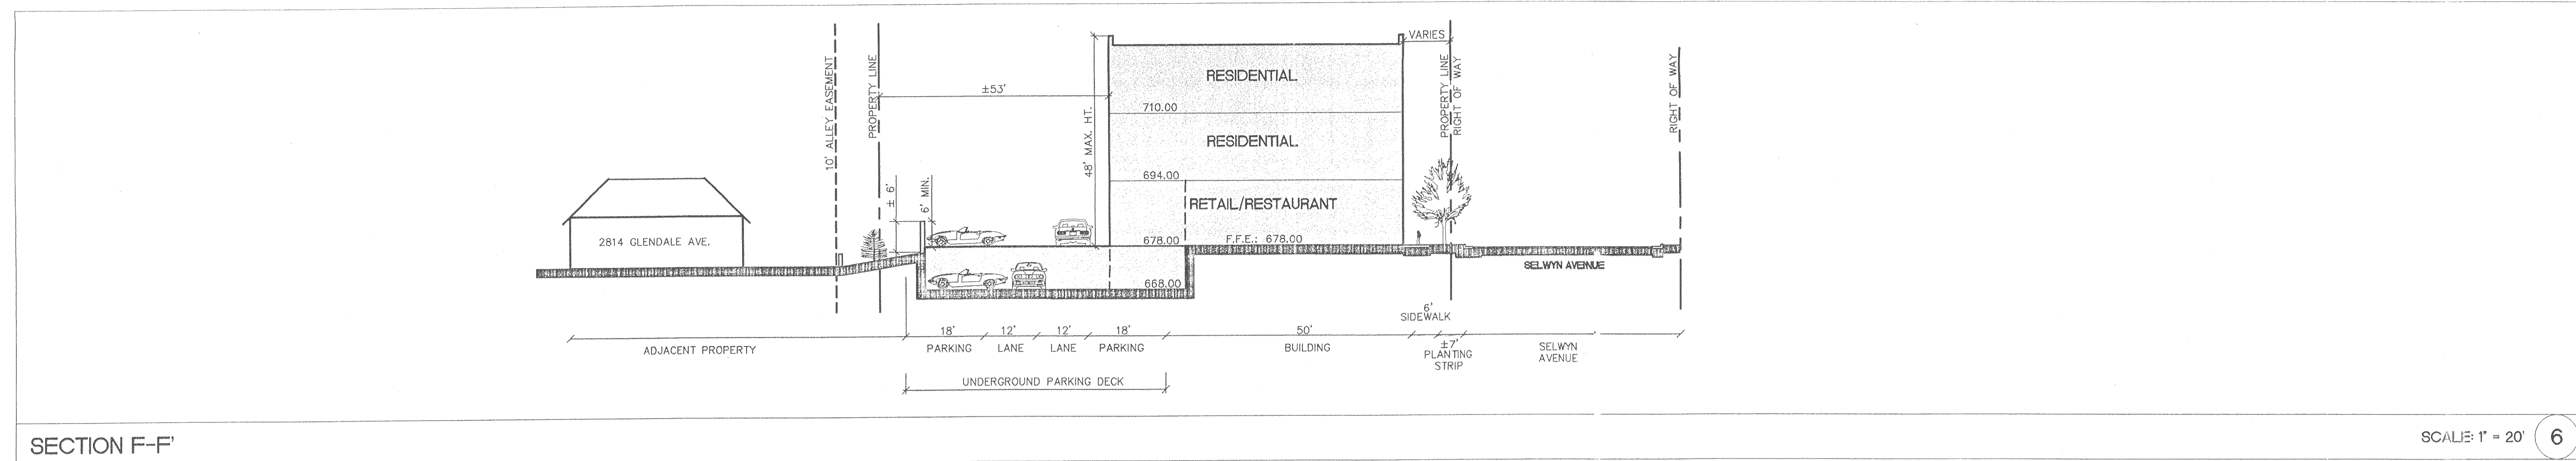 VARIES
10' ALLEY EASEMENT
PROPERTY LINE
±53'
48' MAX. HT.
RESIDENTIAL
710.00
RESIDENTIAL
694.00
RETAIL/RESTAURANT
678.00
F.F.E.: 678.00
668.00
PROPERTY LINE
RIGHT OF WAY
RIGHT OF WAY
± 6'
6' MIN.
2814 GLENDALE AVE.
SELWYN AVENUE
6'
SIDEWALK
18'
12'
12'
18'
50'
ADJACENT PROPERTY
PARKING
LANE
LANE
PARKING
BUILDING
±7'
PLANTING
STRIP
SELWYN
AVENUE
UNDERGROUND PARKING DECK
SECTION F-F'
SCALE: 1" = 20'
6